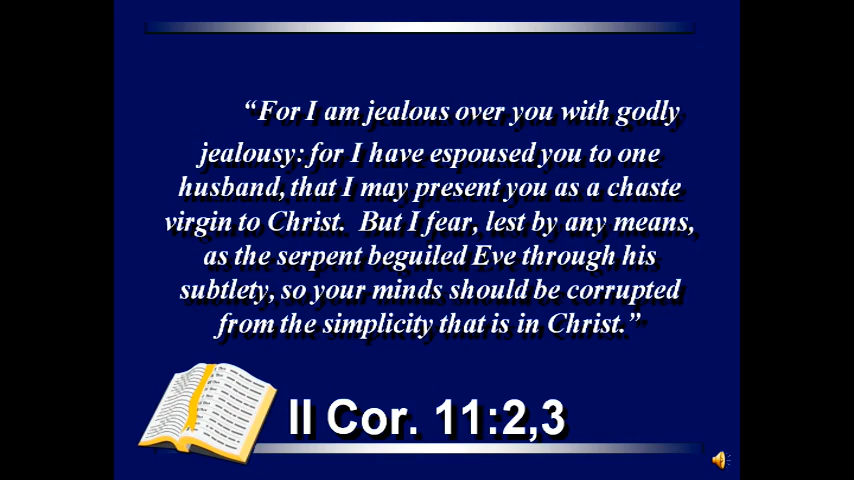 “For I am jealous over you with godly
jealousy: for I have espoused you to one
husband, that I may present you as a chaste
virgin to Christ.  But I fear, lest by any means,
as the serpent beguiled Eve through his
subtlety, so your minds should be corrupted
from the simplicity that is in Christ.”
II Cor. 11:2,3